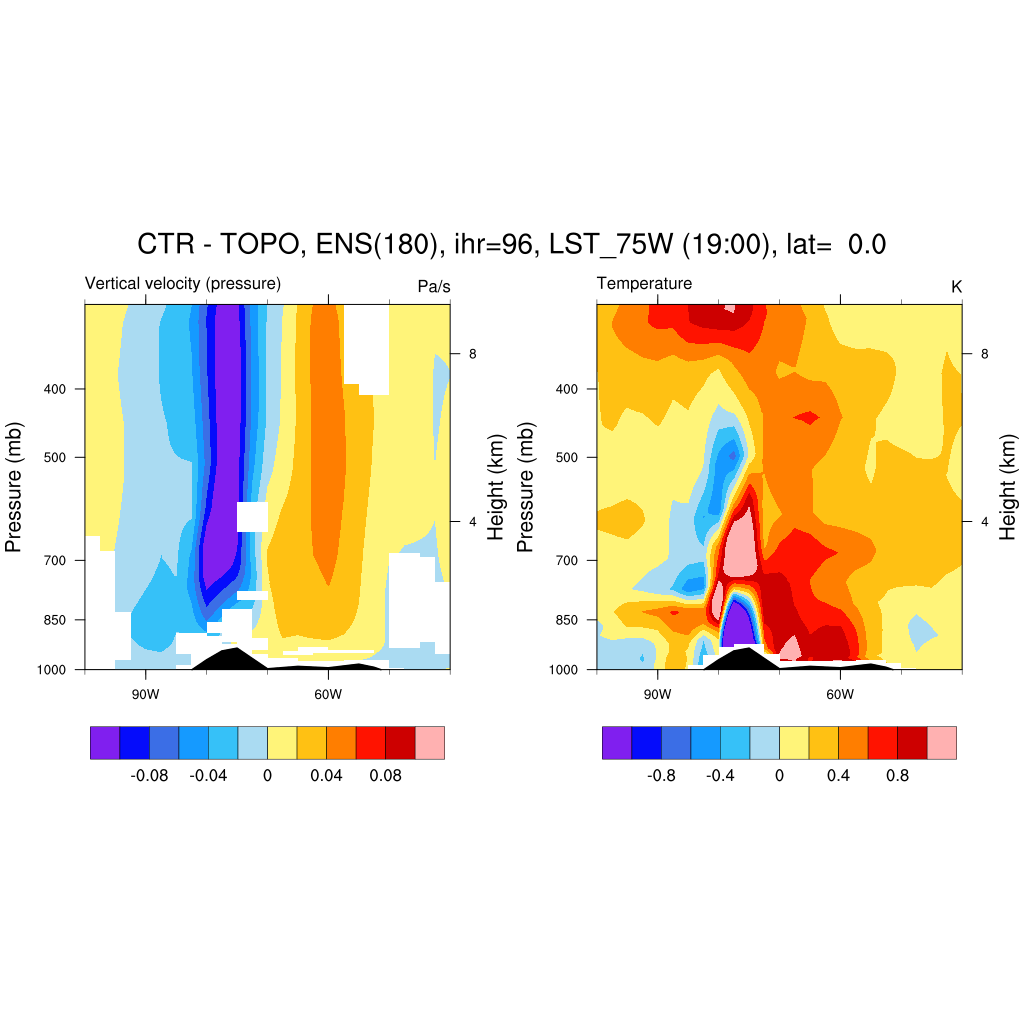 CTR - TOPO, ENS(180), ihr=96, LST_75W (19:00), lat=  0.0
Vertical velocity (pressure)
Pa/s
Pressure (mb)
400
500
700
850
1000
8
4
Height (km)
90W
60W
-0.08
-0.04
0
0.04
0.08
Temperature
K
Pressure (mb)
400
500
700
850
1000
8
4
Height (km)
90W
60W
-0.8
-0.4
0
0.4
0.8